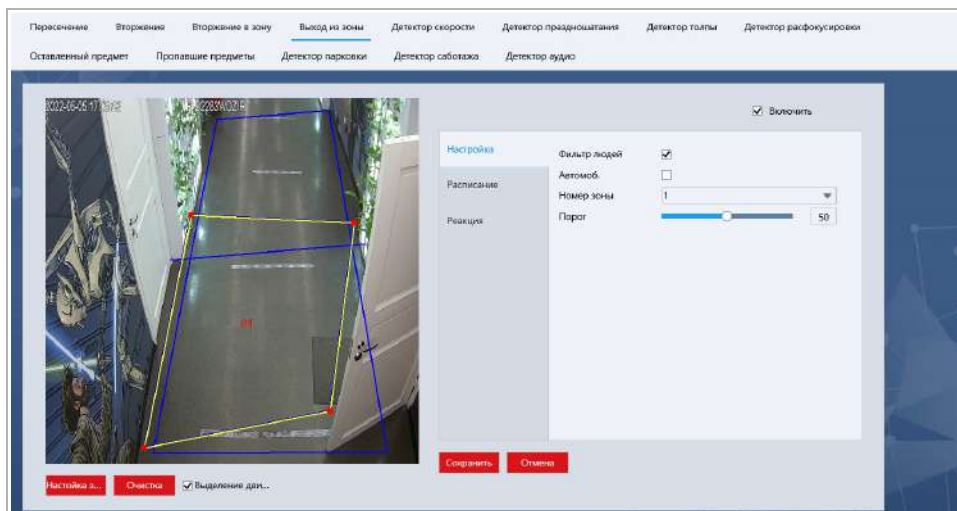 Пересечение Вторжение Вторжение в зону Выход из зоны Детектор скорости Детектор праздношатания Детектор толпы Детектор расфокусировки
Оставленный предмет Пропавшие предметы Детектор парковки Детектор саботажа Детектор аудио
Включить
Настройка
Фильтр людей
Автомоб.
Расписание
Номер зоны 1
Реакция
Порог 50
01
Сохранить Отмена
Настойка з... Очистка Выделение дви...